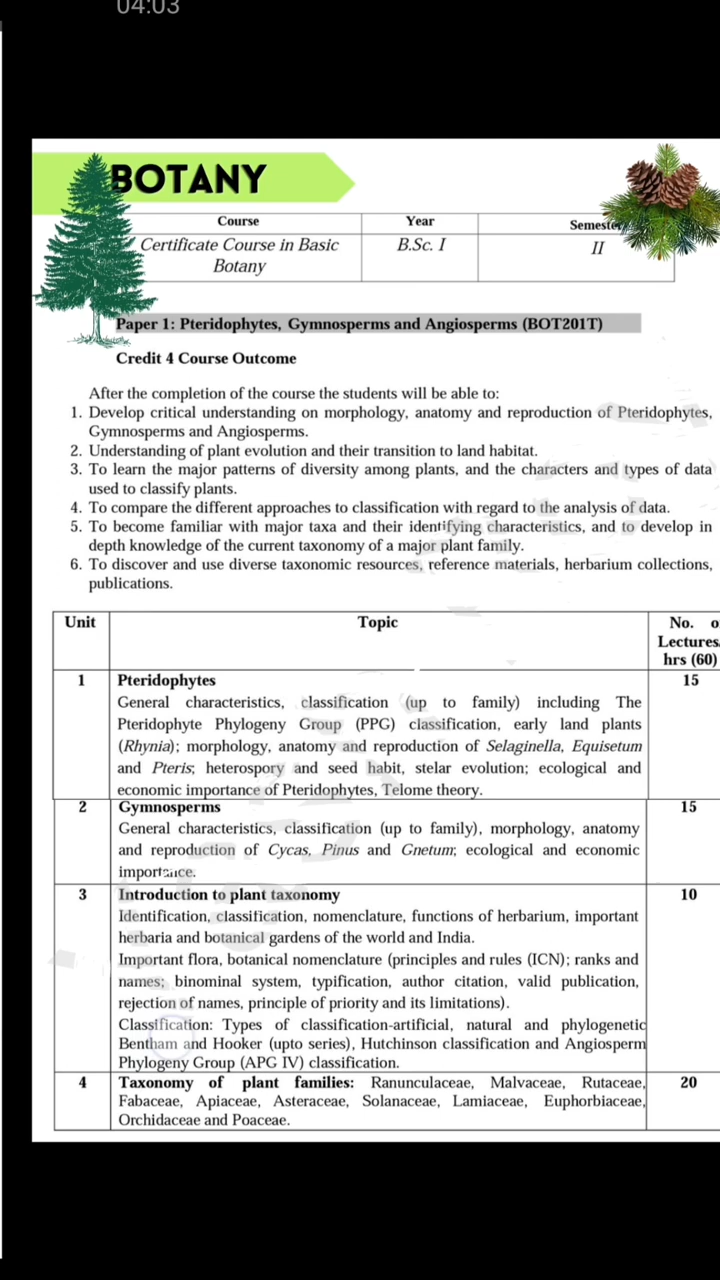 04:03
BOTANY
Course Year Semester
Certificate Course in Basic B.Sc. I II
Botany
Paper 1: Pteridophytes, Gymnosperms and Angiosperms (BOT201T)
Credit 4 Course Outcome
After the completion of the course the students will be able to:
1. Develop critical understanding on morphology, anatomy and reproduction of Pteridophytes,
Gymnosperms and Angiosperms.
2. Understanding of plant evolution and their transition to land habitat.
3. To learn the major patterns of diversity among plants, and the characters and types of data
used to classify plants.
4. To compare the different approaches to classification with regard to the analysis of data.
5. To become familiar with major taxa and their identifying characteristics, and to develop in
depth knowledge of the current taxonomy of a major plant family.
6. To discover and use diverse taxonomic resources, reference materials, herbarium collections,
publications.
Unit Topic No. o
Lectures
hrs (60)
1 Pteridophytes 15
General characteristics, classification (up to family) including The
Pteridophyte Phylogeny Group (PPG) classification, early land plants
(Rhynia); morphology, anatomy and reproduction of Selaginella, Equisetum
and Pteris; heterospory and seed habit, stelar evolution; ecological and
economic importance of Pteridophytes, Telome theory.
2 Gymnosperms 15
General characteristics, classification (up to family), morphology, anatomy
and reproduction of Cycas, Pinus and Gnetum; ecological and economic
importance.
3 Introduction to plant taxonomy 10
Identification, classification, nomenclature, functions of herbarium, important
herbaria and botanical gardens of the world and India.
Important flora, botanical nomenclature (principles and rules (ICN); ranks and
names; binominal system, typification, author citation, valid publication,
rejection of names, principle of priority and its limitations).
Classification: Types of classification-artificial, natural and phylogenetic
Bentham and Hooker (upto series), Hutchinson classification and Angiosperm
Phylogeny Group (APG IV) classification.
4 Taxonomy of plant families: Ranunculaceae, Malvaceae, Rutaceae, 20
Fabaceae, Apiaceae, Asteraceae, Solanaceae, Lamiaceae, Euphorbiaceae,
Orchidaceae and Poaceae.